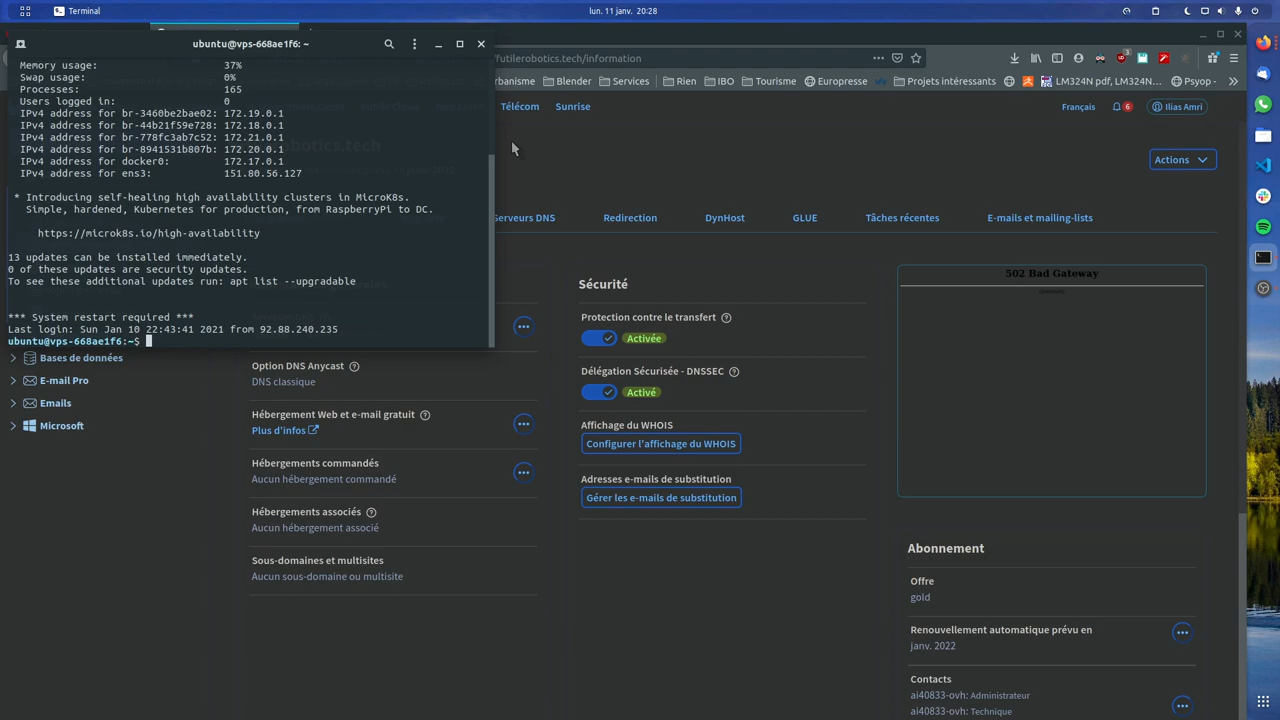 Terminal
lun. 11 janv. 20:28
ubuntu@vps-668ae1f6: ~
Memory usage: 37%
Swap usage: 0%
Processes: 165
Users logged in: 0
IPv4 address for br-3460be2bae02: 172.19.0.1
IPv4 address for br-44b21f59e728: 172.18.0.1
IPv4 address for br-778fc3ab7c52: 172.21.0.1
IPv4 address for br-8941531b807b: 172.20.0.1
IPv4 address for docker0: 172.17.0.1
IPv4 address for ens3: 151.80.56.127
* Introducing self-healing high availability clusters in MicroK8s.
Simple, hardened, Kubernetes for production, from RaspberryPi to DC.
https://microk8s.io/high-availability
13 updates can be installed immediately.
0 of these updates are security updates.
To see these additional updates run: apt list --upgradable
*** System restart required ***
Last login: Sun Jan 10 22:43:41 2021 from 92.88.240.235
ubuntu@vps-668ae1f6:~$
futilerobotics.tech/information
3
urbanisme
Blender
Services
Rien
IBO
Tourisme
Europresse
Projets intéressants
LM324N pdf, LM324N…
Psyop -
Télécom
Sunrise
Français
6
Ilias Amri
botics.tech
Actions
Serveurs DNS
Redirection
DynHost
GLUE
Tâches récentes
E-mails et mailing-lists
Bases de données
E-mail Pro
Emails
Microsoft
Option DNS Anycast
DNS classique
Hébergement Web et e-mail gratuit
Plus d'infos
Hébergements commandés
Aucun hébergement commandé
Hébergements associés
Aucun hébergement associé
Sous-domaines et multisites
Aucun sous-domaine ou multisite
Sécurité
Protection contre le transfert
Activée
Délégation Sécurisée - DNSSEC
Activé
Affichage du WHOIS
Configurer l'affichage du WHOIS
Adresses e-mails de substitution
Gérer les e-mails de substitution
502 Bad Gateway
Abonnement
Offre
gold
Renouvellement automatique prévu en
janv. 2022
Contacts
ai40833-ovh: Administrateur
ai40833-ovh: Technique